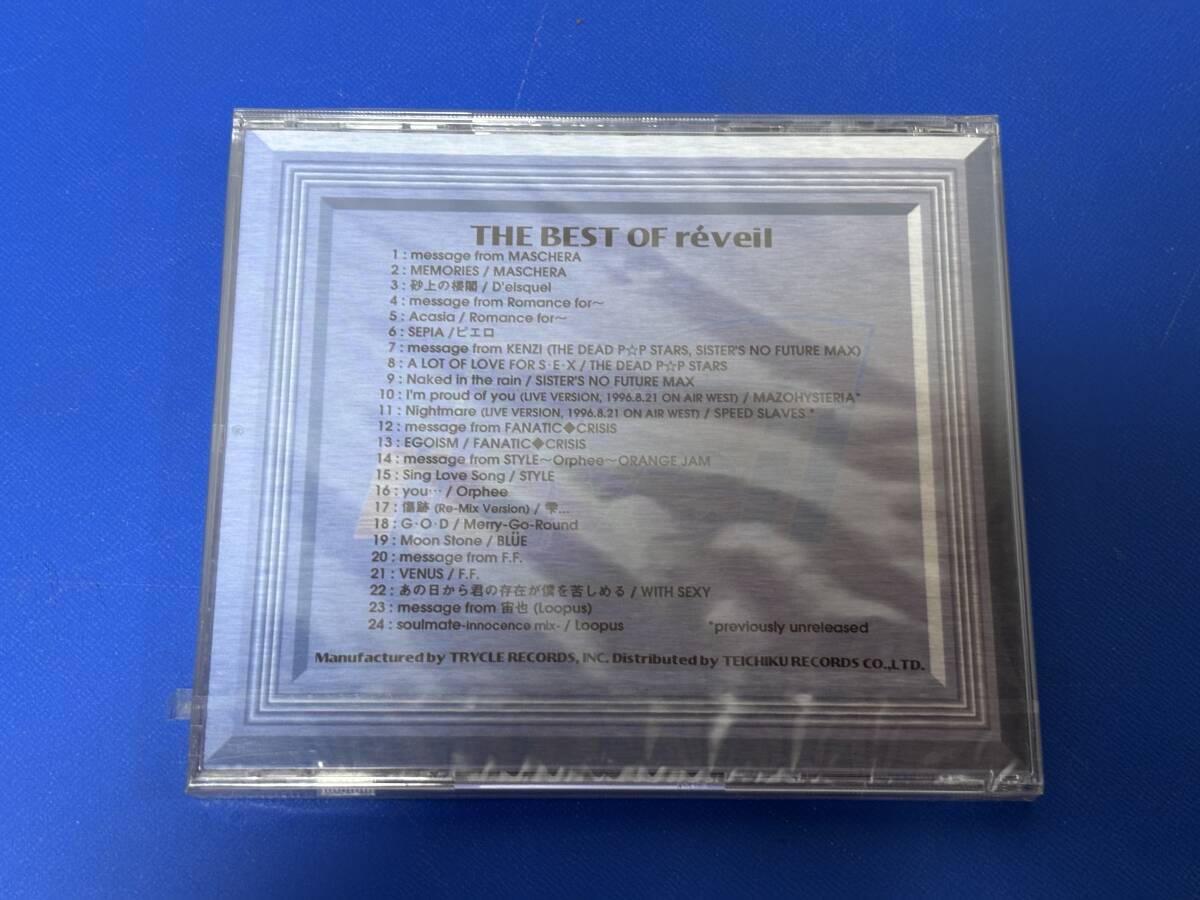 THE BEST OF réveil
1 : message from MASCHERA
2 : MEMORIES / MASCHERA
3 : 砂上の楼閣 / D'elsquel
4 : message from Romance for～
5 : Acasia / Romance for～
6 : SEPIA / ピエロ
7 : message from KENZI (THE DEAD P☆P STARS, SISTER'S NO FUTURE MAX)
8 : A LOT OF LOVE FOR S･E･X / THE DEAD P☆P STARS
9 : Naked in the rain / SISTER'S NO FUTURE MAX
10 : I'm proud of you (LIVE VERSION, 1996.8.21 ON AIR WEST) / MAZOHYSTERIA*
11 : Nightmare (LIVE VERSION, 1996.8.21 ON AIR WEST) / SPEED SLAVES *
12 : message from FANATIC◆CRISIS
13 : EGOISM / FANATIC◆CRISIS
14 : message from STYLE～Orphee～ORANGE JAM
15 : Sing Love Song / STYLE
16 : you… / Orphee
17 : 傷跡 (Re-Mix Version) / 雫...
18 : G･O･D / Merry-Go-Round
19 : Moon Stone / BLÜE
20 : message from F.F.
21 : VENUS / F.F.
22 : あの日から君の存在が僕を苦しめる / WITH SEXY
23 : message from 宙也 (Loopus)
24 : soulmate-innocence mix- / Loopus
*previously unreleased
Manufactured by TRYCLE RECORDS, INC. Distributed by TEICHIKU RECORDS CO.,LTD.